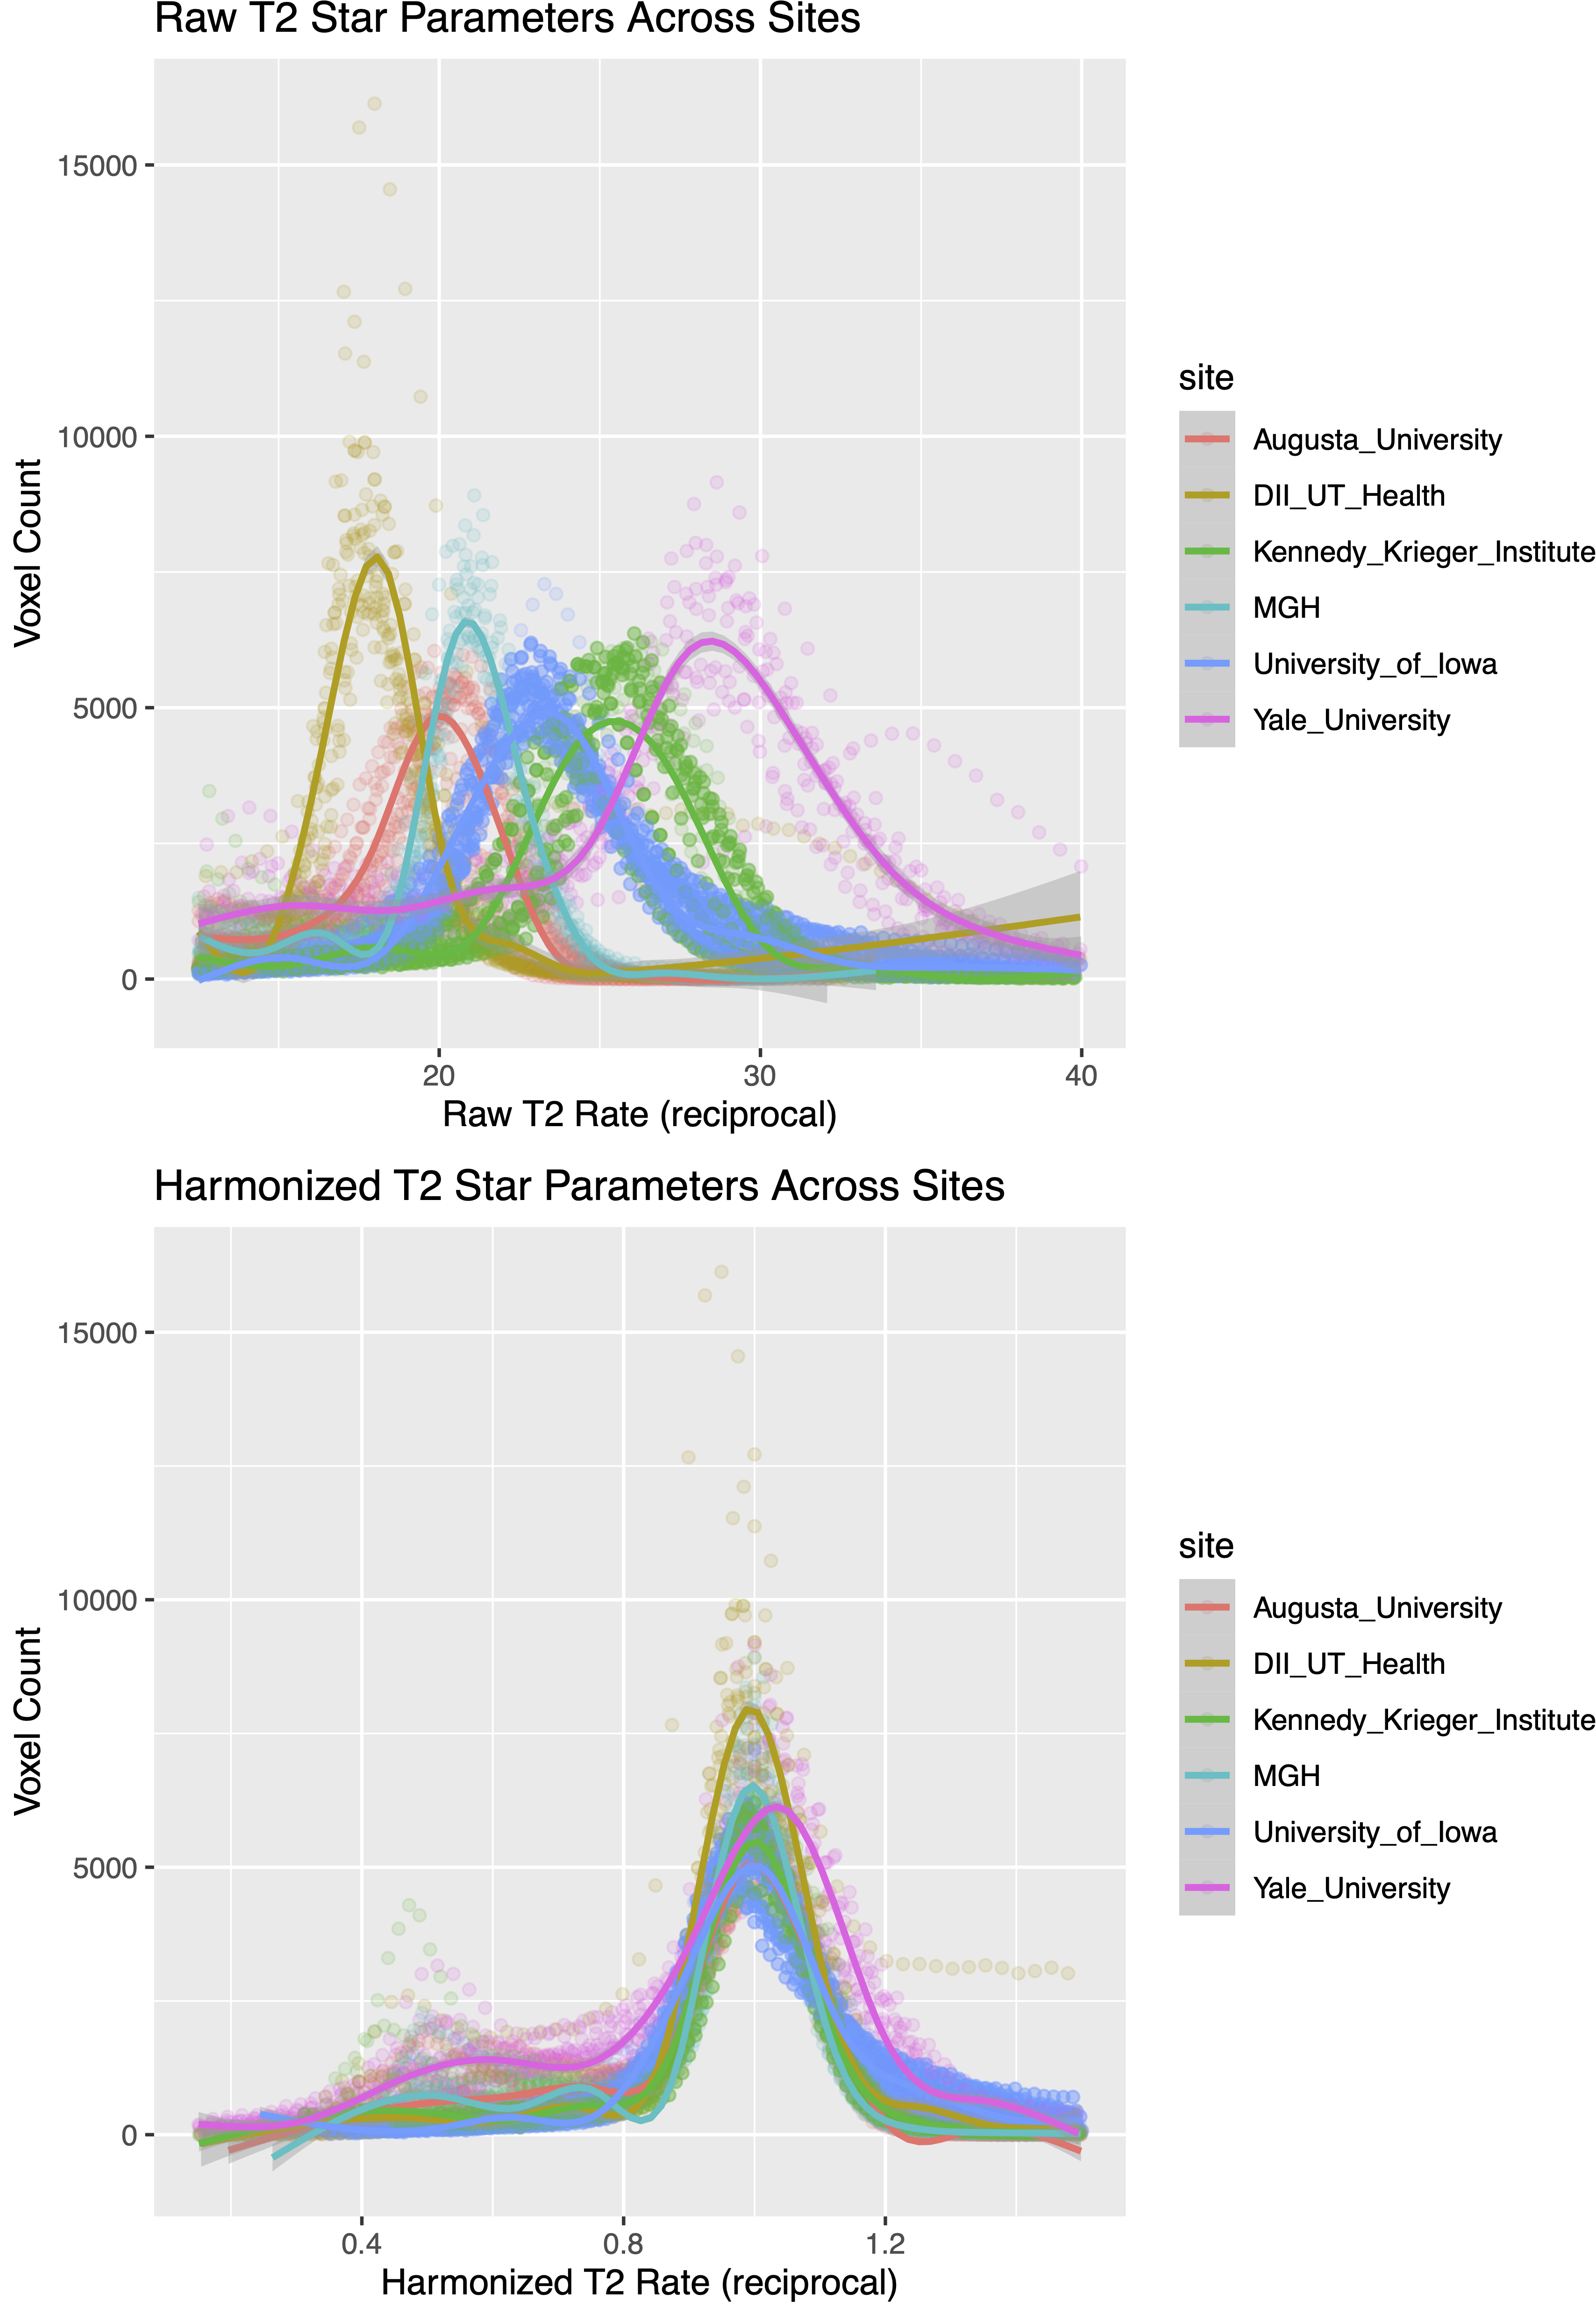 Raw T2 Star Parameters Across Sites
15000
10000
5000
0
Voxel Count
20 30 40
Raw T2 Rate (reciprocal)
site
Augusta_University
DII_UT_Health
Kennedy_Krieger_Institute
MGH
University_of_Iowa
Yale_University
Harmonized T2 Star Parameters Across Sites
15000
10000
5000
0
Voxel Count
0.4 0.8 1.2
Harmonized T2 Rate (reciprocal)
site
Augusta_University
DII_UT_Health
Kennedy_Krieger_Institute
MGH
University_of_Iowa
Yale_University